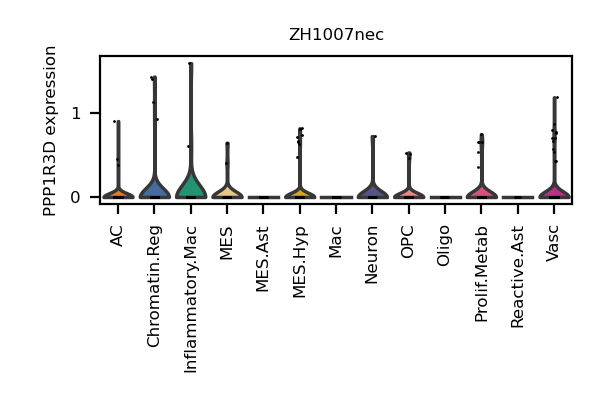 ZH1007nec
PPP1R3D expression
1
0
AC
Chromatin.Reg
Inflammatory.Mac
MES
MES.Ast
MES.Hyp
Mac
Neuron
OPC
Oligo
Prolif.Metab
Reactive.Ast
Vasc